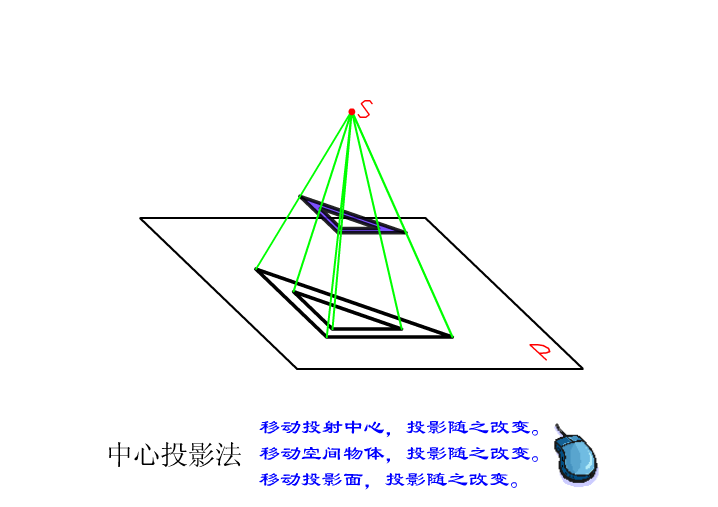 S
P
移动投射中心，投影随之改变。
中心投影法
移动空间物体，投影随之改变。
移动投影面，投影随之改变。